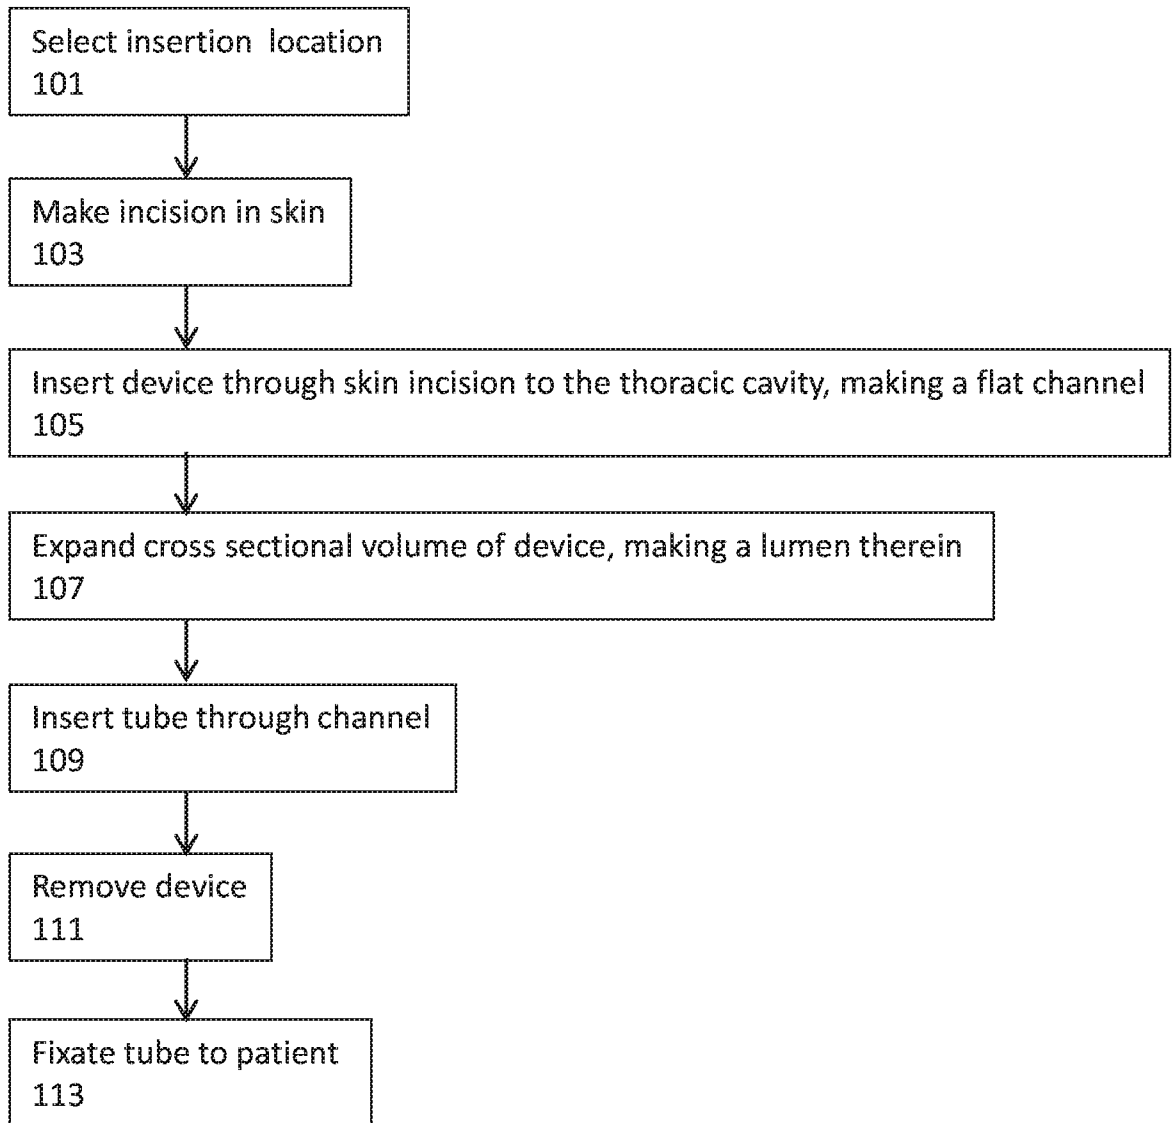 Select insertion location
101
Make incision in skin
103
Insert device through skin incision to the thoracic cavity, making a flat channel
105
Expand cross sectional volume of device, making a lumen therein
107
Insert tube through channel
109
Remove device
111
Fixate tube to patient
113